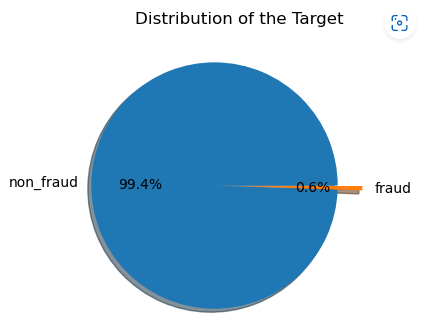 Distribution of the Target
non_fraud
99.4%
0.6%
fraud